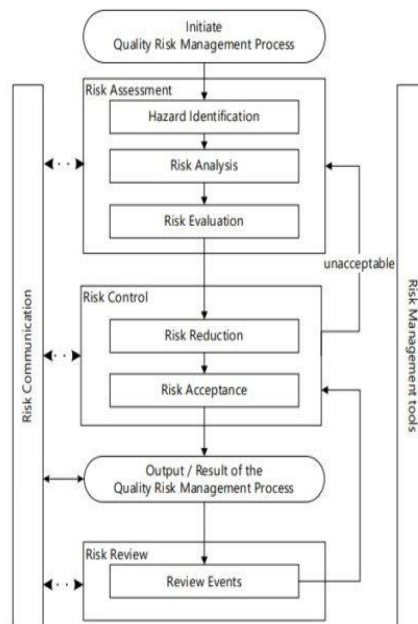 Initiate
Quality Risk Management Process
Risk Assessment
Hazard Identification
Risk Analysis
Risk Evaluation
unacceptable
Risk Control
Risk Reduction
Risk Acceptance
Output / Result of the
Quality Risk Management Process
Risk Review
Review Events
Risk Communication
Risk Management tools